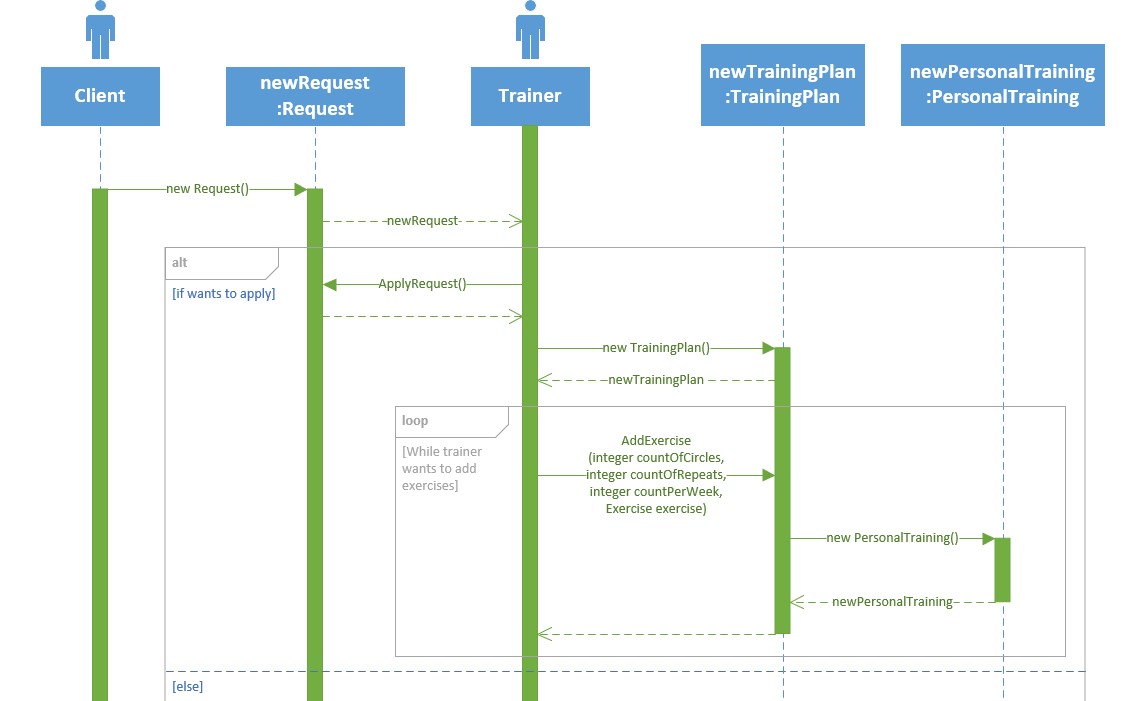 Client
newRequest
:Request
Trainer
newTrainingPlan
:TrainingPlan
newPersonalTraining
:PersonalTraining
new Request()
newRequest
alt
[if wants to apply]
ApplyRequest()
new TrainingPlan()
newTrainingPlan
loop
[While trainer
wants to add
exercises]
AddExercise
(integer countOfCircles,
integer countOfRepeats,
integer countPerWeek,
Exercise exercise)
new PersonalTraining()
newPersonalTraining
[else]